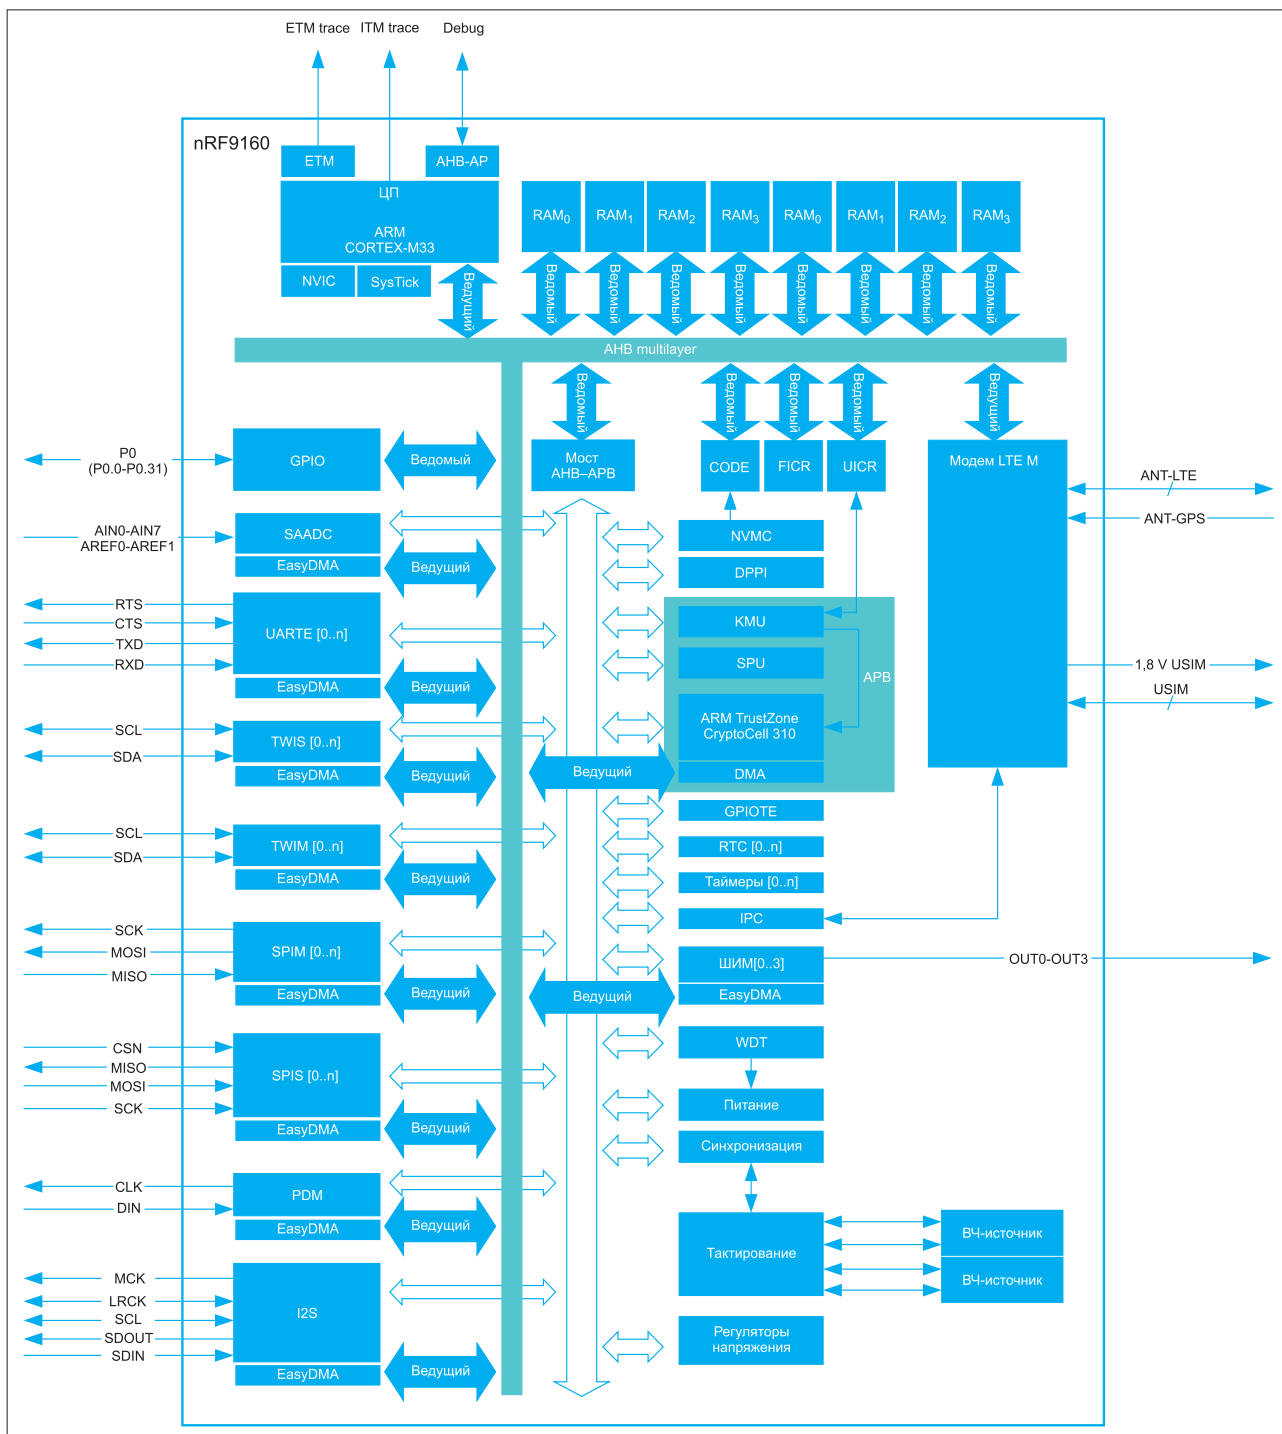 ETM trace
ITM trace
Debug
nRF9160
ETM
AHB-AP
ЦП
ARM
CORTEX-M33
NVIC
SysTick
Ведущий
RAM0
RAM1
RAM2
RAM3
RAM0
RAM1
RAM2
RAM3
Ведомый
Ведомый
Ведомый
Ведомый
Ведомый
Ведомый
Ведомый
Ведомый
AHB multilayer
Ведомый
Ведомый
Ведомый
Ведомый
Ведущий
P0
(P0.0-P0.31)
GPIO
Ведомый
Мост
AHB–APB
CODE
FICR
UICR
Модем LTE M
ANT-LTE
ANT-GPS
1,8 V USIM
USIM
AIN0-AIN7
AREF0-AREF1
SAADC
EasyDMA
Ведущий
NVMC
DPPI
RTS
CTS
TXD
RXD
UARTE [0..n]
EasyDMA
Ведущий
KMU
SPU
APB
ARM TrustZone
CryptoCell 310
DMA
Ведущий
SCL
SDA
TWIS [0..n]
EasyDMA
Ведущий
GPIOTE
RTC [0..n]
Таймеры [0..n]
IPC
SCL
SDA
TWIM [0..n]
EasyDMA
Ведущий
SCK
MOSI
MISO
SPIM [0..n]
EasyDMA
Ведущий
Ведущий
ШИМ[0..3]
EasyDMA
OUT0-OUT3
WDT
Питание
Синхронизация
CSN
MISO
MOSI
SCK
SPIS [0..n]
EasyDMA
Ведущий
CLK
DIN
PDM
EasyDMA
Ведущий
Тактирование
ВЧ-источник
ВЧ-источник
MCK
LRCK
SCL
SDOUT
SDIN
I2S
EasyDMA
Ведущий
Регуляторы
напряжения